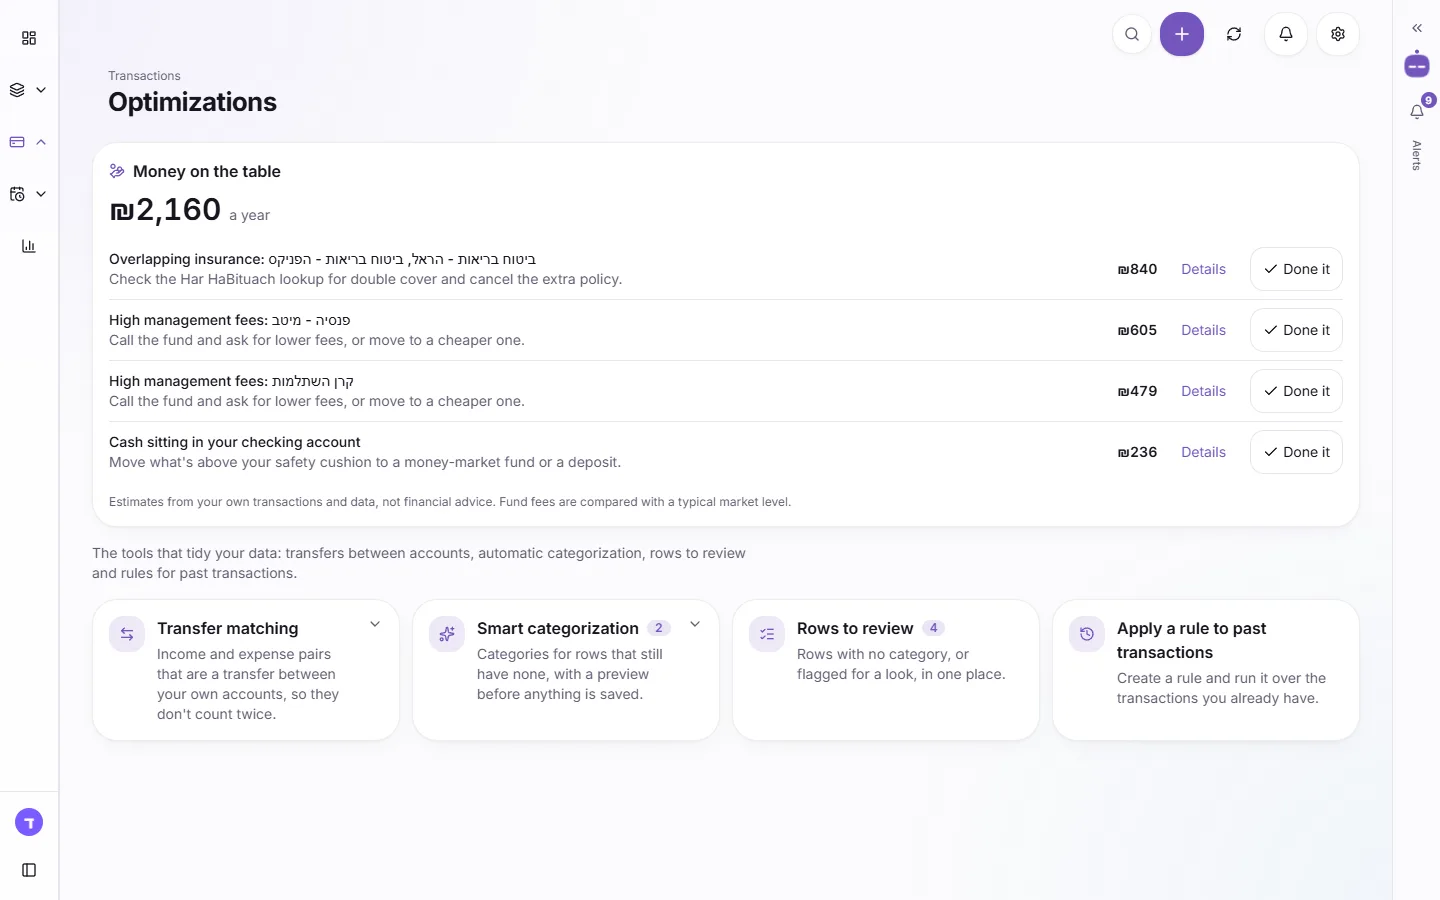 Transactions
Optimizations
Money on the table
₪2,160 a year
Overlapping insurance: ביטוח בריאות - הראל, ביטוח בריאות - הפניקס
Check the Har HaBituach lookup for double cover and cancel the extra policy.
₪840 Details Done it
High management fees: פנסיה - מיטב
Call the fund and ask for lower fees, or move to a cheaper one.
₪605 Details Done it
High management fees: קרן השתלמות
Call the fund and ask for lower fees, or move to a cheaper one.
₪479 Details Done it
Cash sitting in your checking account
Move what's above your safety cushion to a money-market fund or a deposit.
₪236 Details Done it
Estimates from your own transactions and data, not financial advice. Fund fees are compared with a typical market level.
The tools that tidy your data: transfers between accounts, automatic categorization, rows to review
and rules for past transactions.
Transfer matching
Income and expense pairs
that are a transfer between
your own accounts, so they
don't count twice.
Smart categorization 2
Categories for rows that still
have none, with a preview
before anything is saved.
Rows to review 4
Rows with no category, or
flagged for a look, in one place.
Apply a rule to past
transactions
Create a rule and run it over the
transactions you already have.
9
Alerts